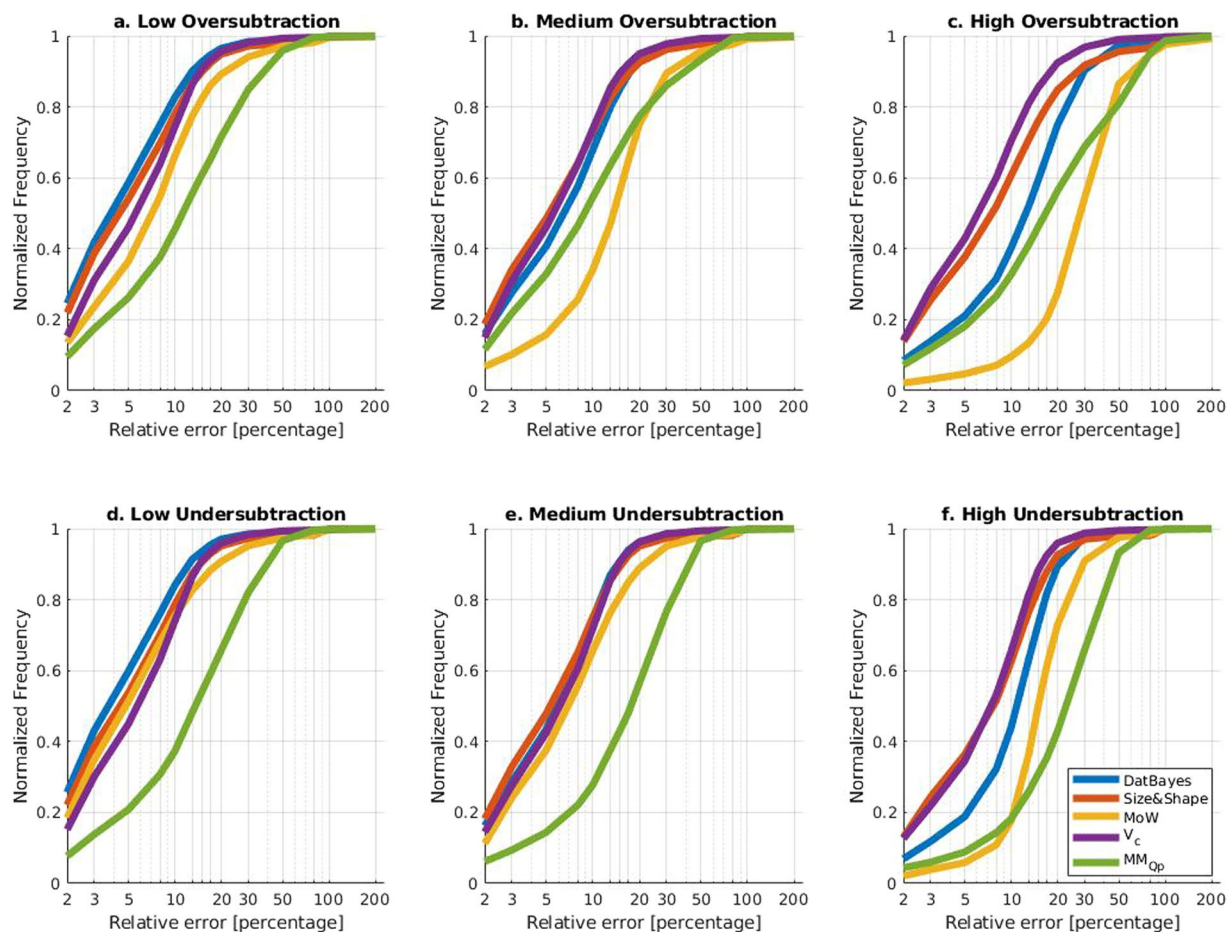 a. Low Oversubtraction
b. Medium Oversubtraction
c. High Oversubtraction
Normalized Frequency
1
0.8
0.6
0.4
0.2
0
2 3 5 10 20 30 50 100 200
Relative error [percentage]
Normalized Frequency
1
0.8
0.6
0.4
0.2
0
2 3 5 10 20 30 50 100 200
Relative error [percentage]
Normalized Frequency
1
0.8
0.6
0.4
0.2
0
2 3 5 10 20 30 50 100 200
Relative error [percentage]
d. Low Undersubtraction
e. Medium Undersubtraction
f. High Undersubtraction
Normalized Frequency
1
0.8
0.6
0.4
0.2
0
2 3 5 10 20 30 50 100 200
Relative error [percentage]
Normalized Frequency
1
0.8
0.6
0.4
0.2
0
2 3 5 10 20 30 50 100 200
Relative error [percentage]
Normalized Frequency
1
0.8
0.6
0.4
0.2
0
2 3 5 10 20 30 50 100 200
Relative error [percentage]
DatBayes
Size&Shape
MoW
Vc
MMQp